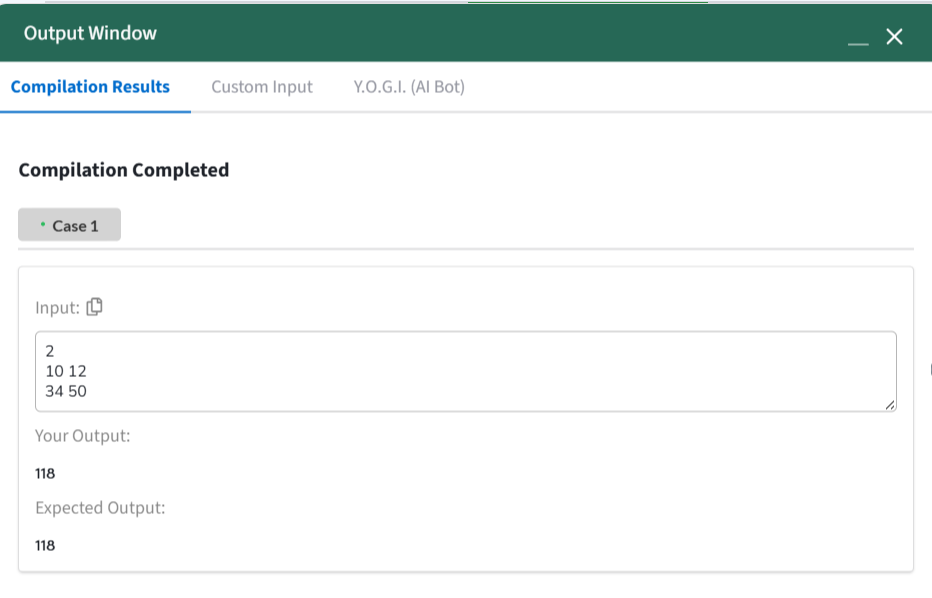 Output Window
Compilation Results Custom Input Y.O.G.I. (AI Bot)
Compilation Completed
Case 1
Input:
2
10 12
34 50
Your Output:
118
Expected Output:
118